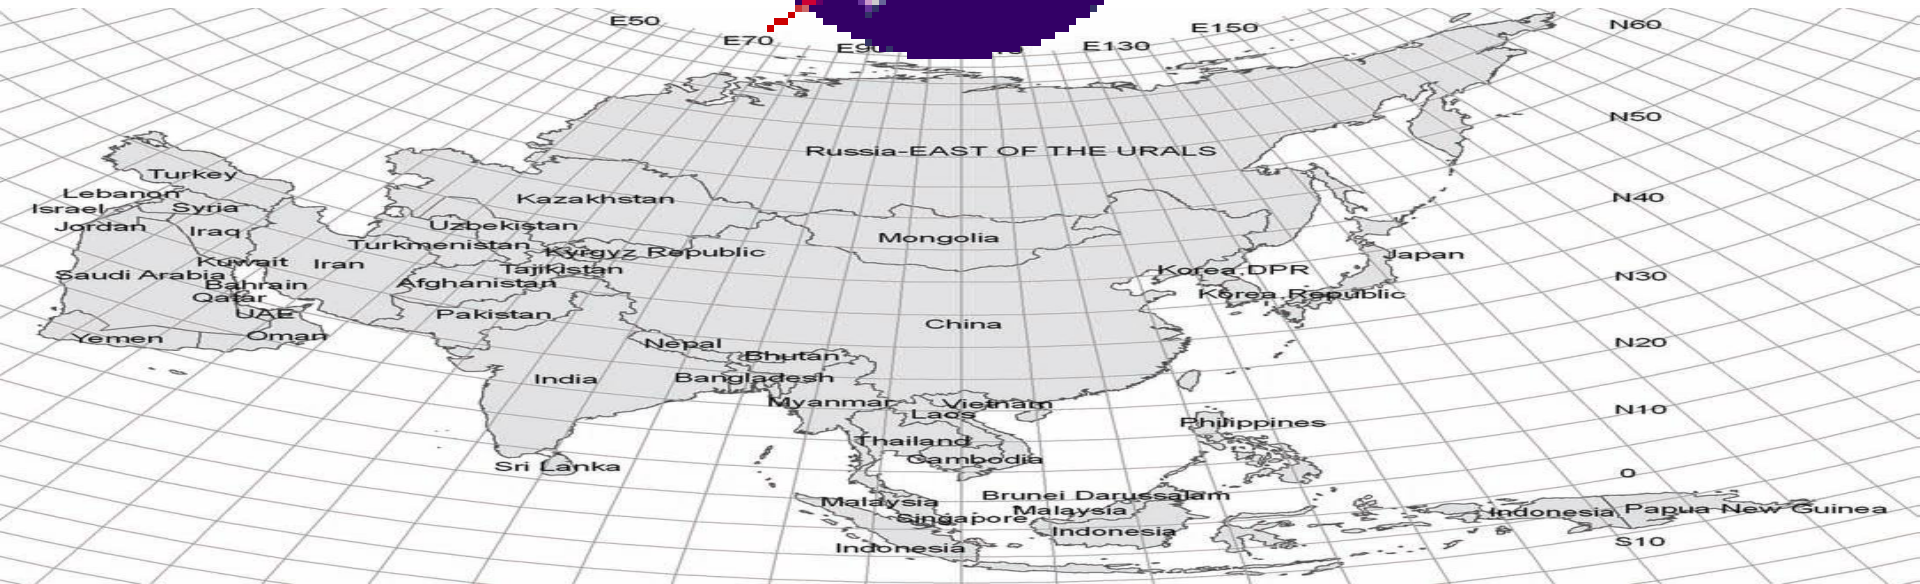 E50
E150
N60
E70
E130
N50
Russia-EAST OF THE URALS
Turkey
Lebanon
Kazakhstan
N40
Israel
Syria
Jordan
Iraq
Uzbekistan
Mongolia
Turkmenistan
Kyrgyz Republic
Japan
Kuwait
Iran
Tajikistan
Korea,DPR
Saudi Arabia
N30
Bahrain
Afghanistan
Qatar
Korea,Republic
UAE
Pakistan
China
Yemen
Oman
Nepal
N20
Bhutan
India
Bangladesh
Myanmar
Vietnam
N10
Laos
Philippines
Thailand
Cambodia
Sri Lanka
0
Malaysia
Brunei Darussalam
Malaysia
Indonesia
Papua New Guinea
Singapore
Indonesia
S10
Indonesia